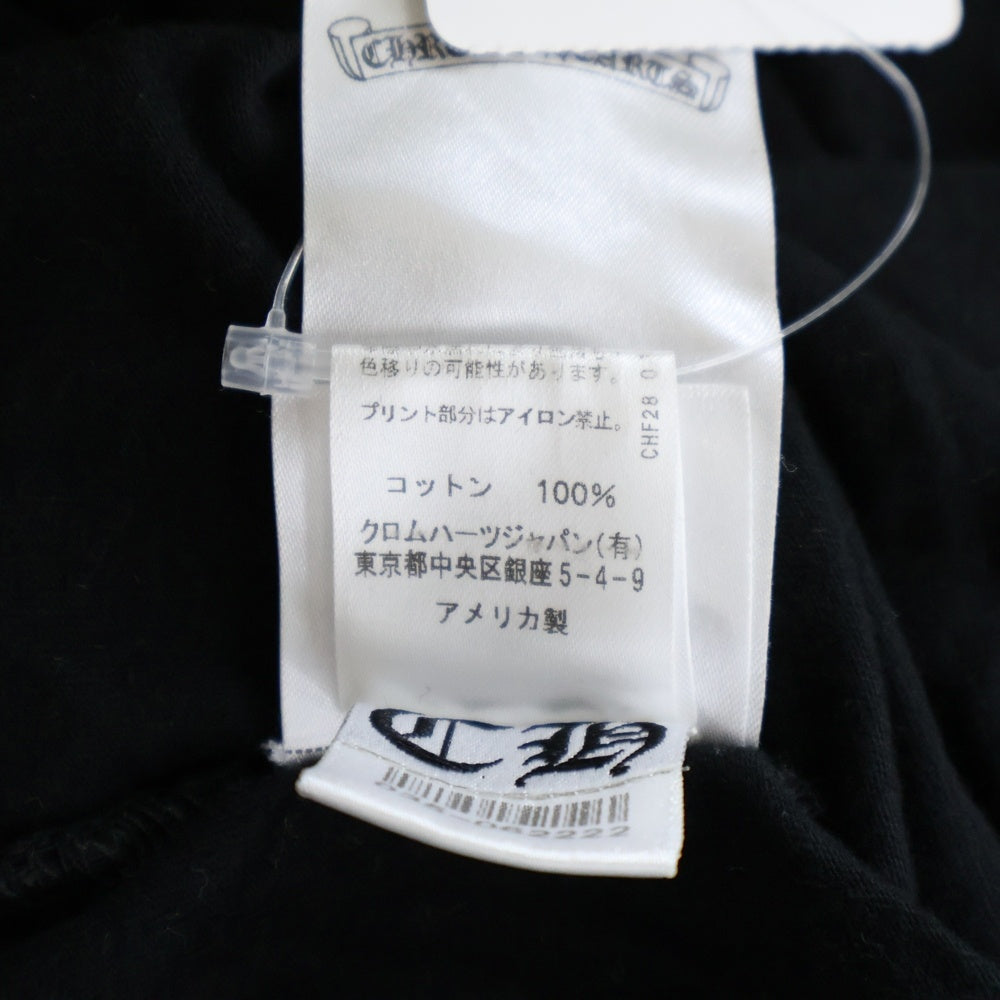 色移りの可能性があります。
プリント部分はアイロン禁止。
CHF28
コットン 100%
クロムハーツジャパン(有)
東京都中央区銀座5-4-9
アメリカ製